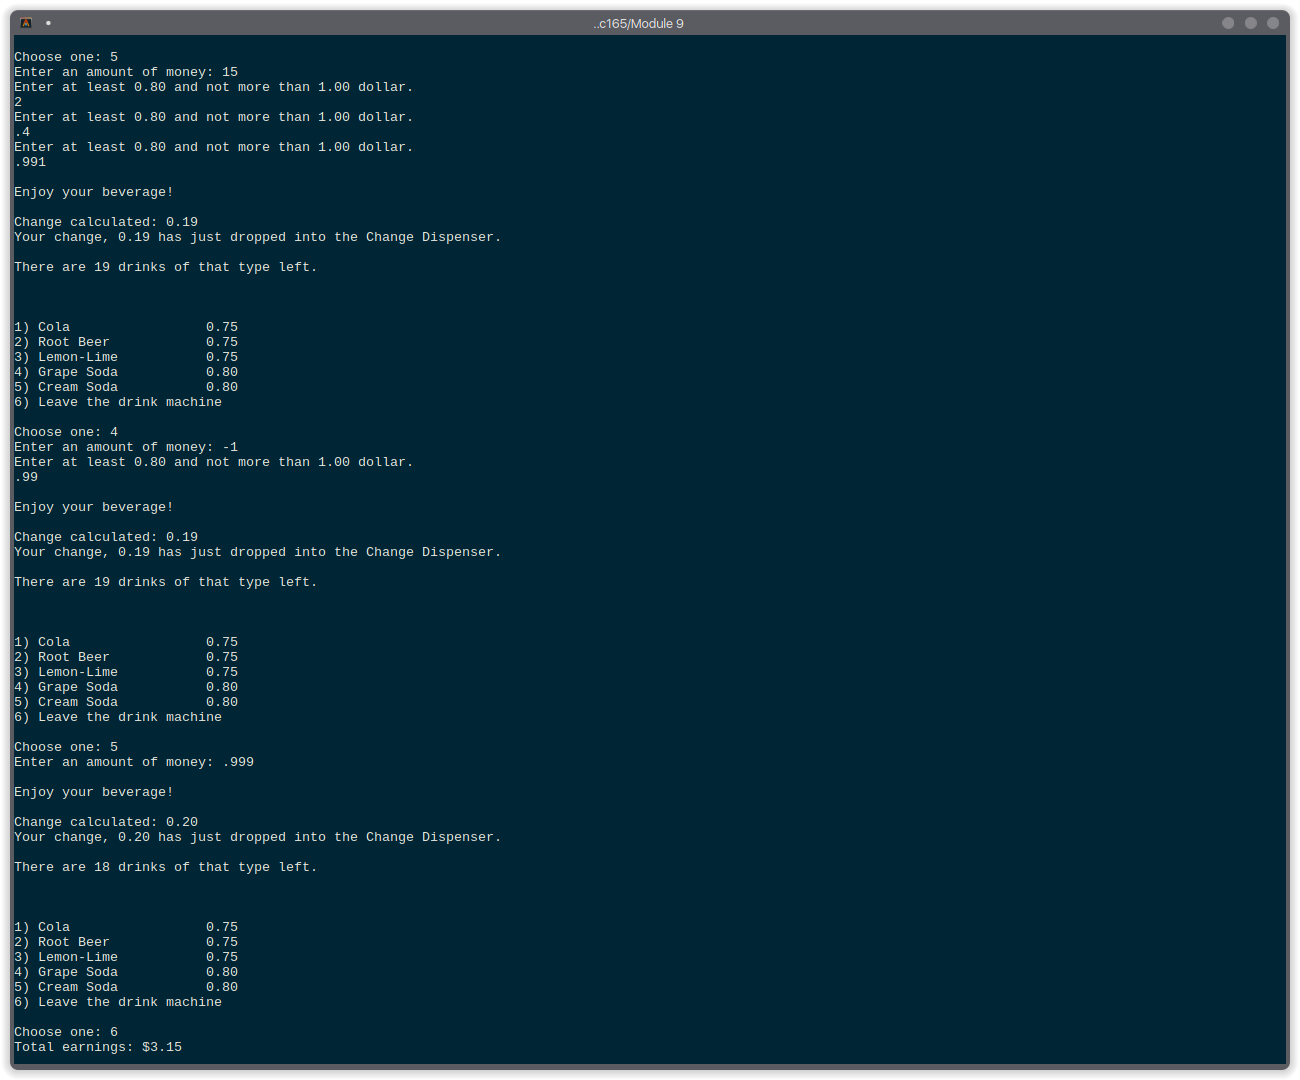 ..c165/Module 9
Choose one: 5
Enter an amount of money: 15
Enter at least 0.80 and not more than 1.00 dollar.
2
Enter at least 0.80 and not more than 1.00 dollar.
.4
Enter at least 0.80 and not more than 1.00 dollar.
.991
Enjoy your beverage!
Change calculated: 0.19
Your change, 0.19 has just dropped into the Change Dispenser.
There are 19 drinks of that type left.
1) Cola                 0.75
2) Root Beer            0.75
3) Lemon-Lime           0.75
4) Grape Soda           0.80
5) Cream Soda           0.80
6) Leave the drink machine
Choose one: 4
Enter an amount of money: -1
Enter at least 0.80 and not more than 1.00 dollar.
.99
Enjoy your beverage!
Change calculated: 0.19
Your change, 0.19 has just dropped into the Change Dispenser.
There are 19 drinks of that type left.
1) Cola                 0.75
2) Root Beer            0.75
3) Lemon-Lime           0.75
4) Grape Soda           0.80
5) Cream Soda           0.80
6) Leave the drink machine
Choose one: 5
Enter an amount of money: .999
Enjoy your beverage!
Change calculated: 0.20
Your change, 0.20 has just dropped into the Change Dispenser.
There are 18 drinks of that type left.
1) Cola                 0.75
2) Root Beer            0.75
3) Lemon-Lime           0.75
4) Grape Soda           0.80
5) Cream Soda           0.80
6) Leave the drink machine
Choose one: 6
Total earnings: $3.15